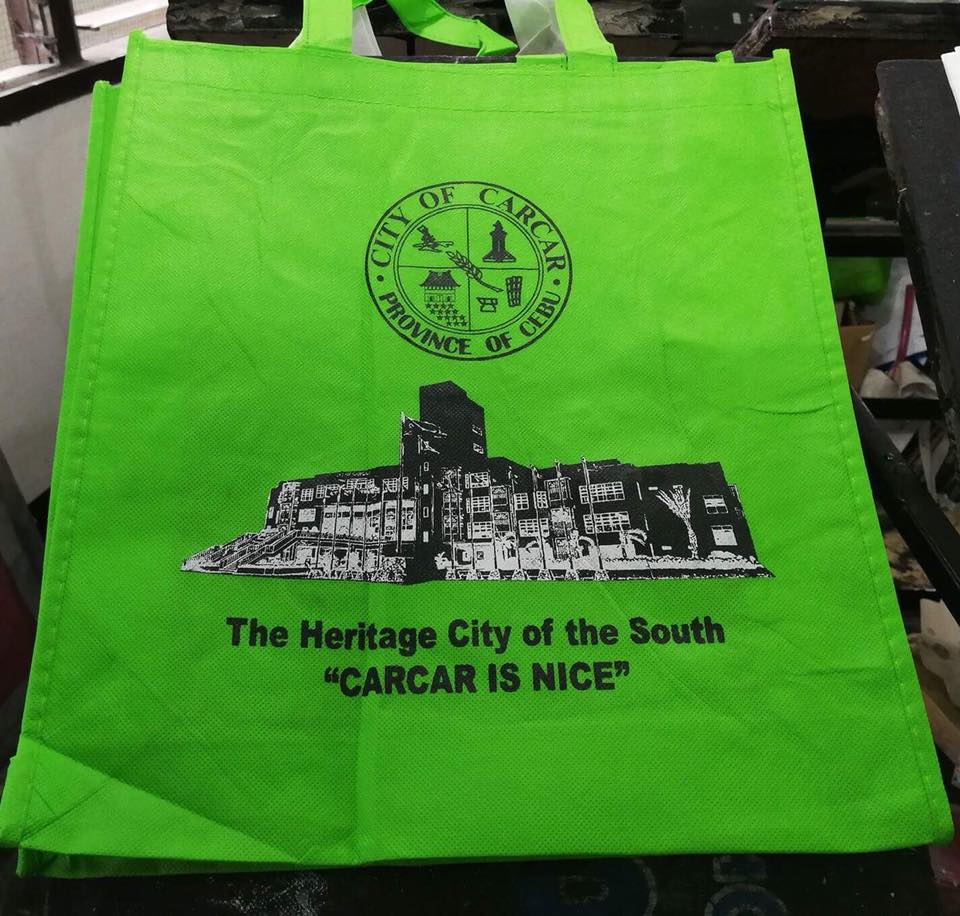 CITY OF CARCAR
PROVINCE OF CEBU
The Heritage City of the South
“CARCAR IS NICE”